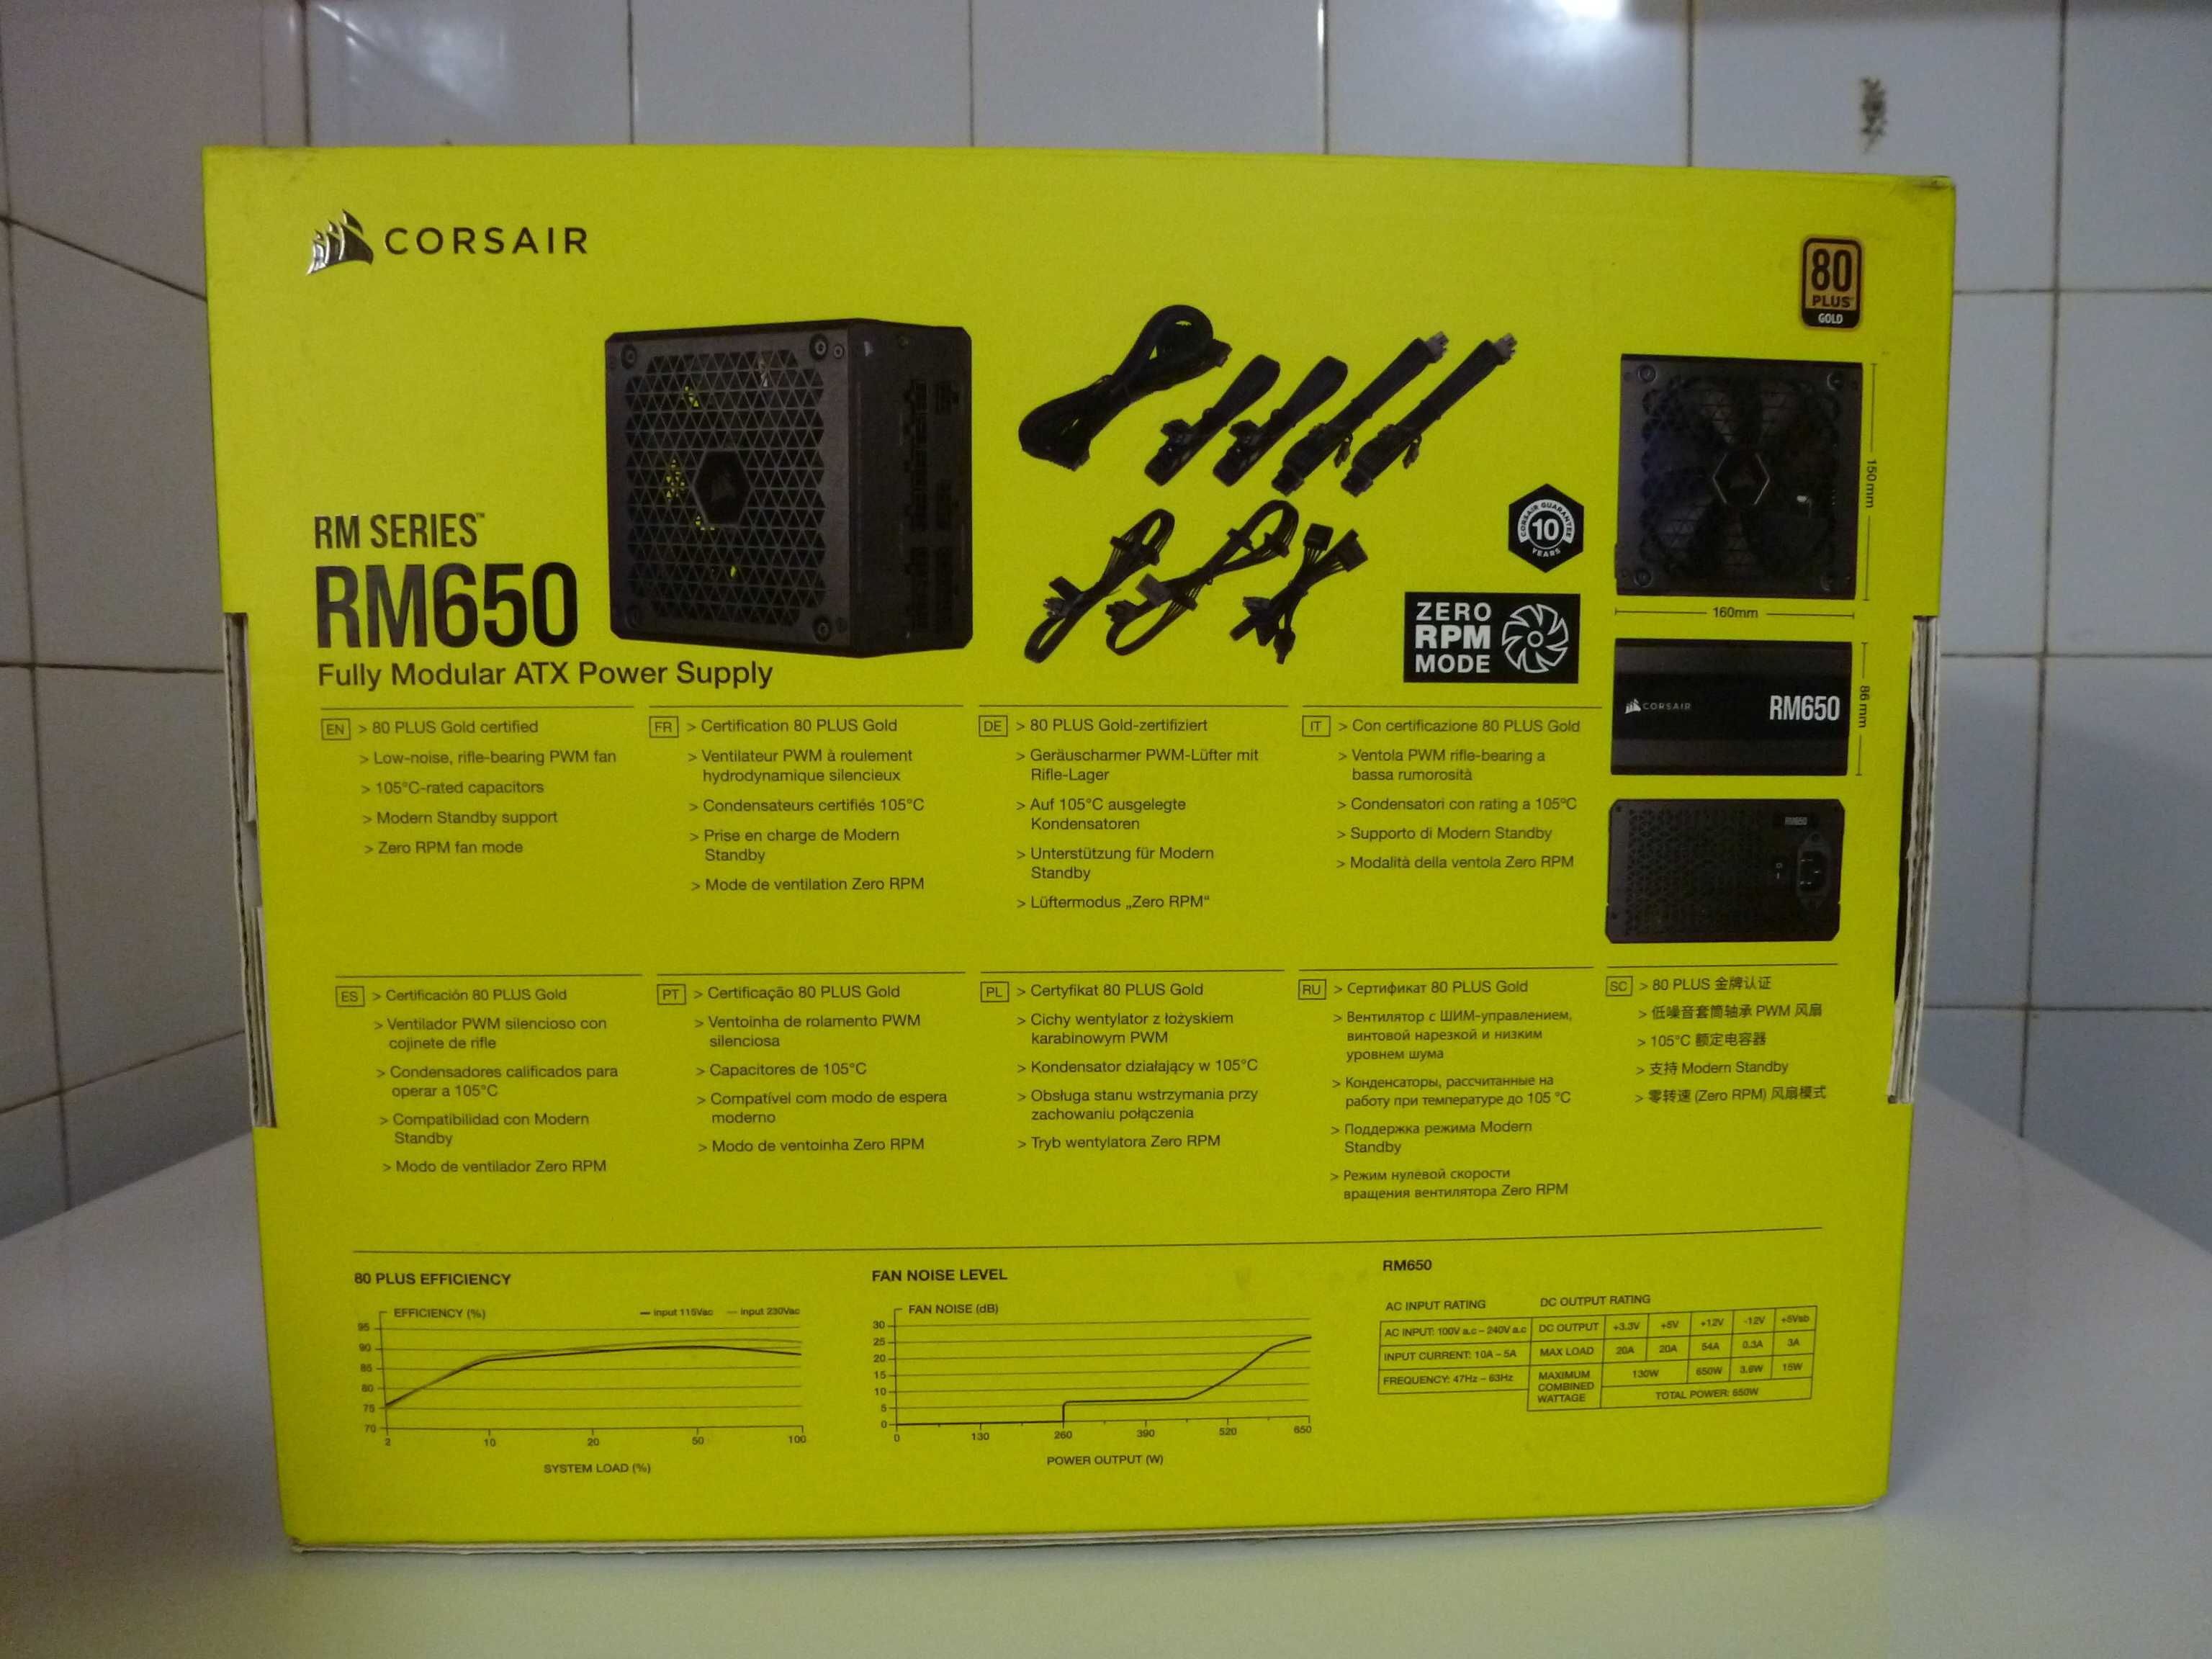 CORSAIR
80
PLUS
GOLD
RM SERIES™
RM650
Fully Modular ATX Power Supply
CORSAIR GUARANTEE
10
YEARS
ZERO
RPM
MODE
150mm
160mm
CORSAIR
RM650
86 mm
RM650
EN > 80 PLUS Gold certified
> Low-noise, rifle-bearing PWM fan
> 105°C-rated capacitors
> Modern Standby support
> Zero RPM fan mode
FR > Certification 80 PLUS Gold
> Ventilateur PWM à roulement
hydrodynamique silencieux
> Condensateurs certifiés 105°C
> Prise en charge de Modern
Standby
> Mode de ventilation Zero RPM
DE > 80 PLUS Gold-zertifiziert
> Geräuscharmer PWM-Lüfter mit
Rifle-Lager
> Auf 105°C ausgelegte
Kondensatoren
> Unterstützung für Modern
Standby
> Lüftermodus „Zero RPM“
IT > Con certificazione 80 PLUS Gold
> Ventola PWM rifle-bearing a
bassa rumorosità
> Condensatori con rating a 105°C
> Supporto di Modern Standby
> Modalità della ventola Zero RPM
ES > Certificación 80 PLUS Gold
> Ventilador PWM silencioso con
cojinete de rifle
> Condensadores calificados para
operar a 105°C
> Compatibilidad con Modern
Standby
> Modo de ventilador Zero RPM
PT > Certificação 80 PLUS Gold
> Ventoinha de rolamento PWM
silenciosa
> Capacitores de 105°C
> Compatível com modo de espera
moderno
> Modo de ventoinha Zero RPM
PL > Certyfikat 80 PLUS Gold
> Cichy wentylator z łożyskiem
karabinowym PWM
> Kondensator działający w 105°C
> Obsługa stanu wstrzymania przy
zachowaniu połączenia
> Tryb wentylatora Zero RPM
RU > Сертификат 80 PLUS Gold
> Вентилятор с ШИМ-управлением,
винтовой нарезкой и низким
уровнем шума
> Конденсаторы, рассчитанные на
работу при температуре до 105 °C
> Поддержка режима Modern
Standby
> Режим нулевой скорости
вращения вентилятора Zero RPM
SC > 80 PLUS 金牌认证
> 低噪音套筒轴承 PWM 风扇
> 105°C 额定电容器
> 支持 Modern Standby
> 零转速 (Zero RPM) 风扇模式
80 PLUS EFFICIENCY
EFFICIENCY (%)
input 115Vac input 230Vac
95
90
85
80
75
70
2 10 20 50 100
SYSTEM LOAD (%)
FAN NOISE LEVEL
FAN NOISE (dB)
30
25
20
15
10
5
0
0 130 260 390 520 650
POWER OUTPUT (W)
RM650
AC INPUT RATING DC OUTPUT RATING
AC INPUT: 100V a.c – 240V a.c DC OUTPUT +3.3V +5V +12V -12V +5Vsb
INPUT CURRENT: 10A – 5A MAX LOAD 20A 20A 54A 0.3A 3A
FREQUENCY: 47Hz – 63Hz MAXIMUM
COMBINED
WATTAGE 130W 650W 3.6W 15W
TOTAL POWER: 650W